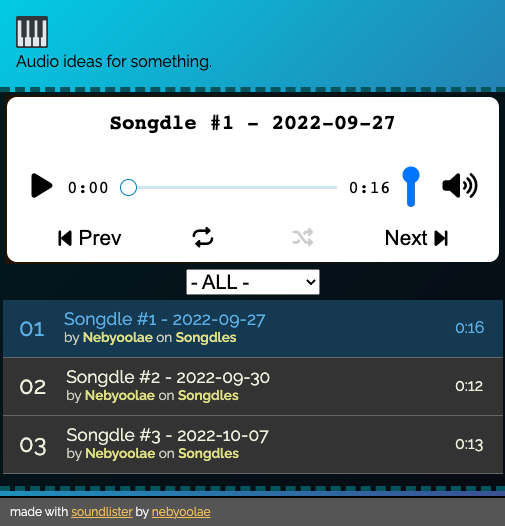 Audio ideas for something.
Songdle #1 - 2022-09-27
0:00
0:16
Prev
Next
- ALL -
01 Songdle #1 - 2022-09-27 0:16
by Nebyoolae on Songdles
02 Songdle #2 - 2022-09-30 0:12
by Nebyoolae on Songdles
03 Songdle #3 - 2022-10-07 0:13
by Nebyoolae on Songdles
made with soundlister by nebyoolae